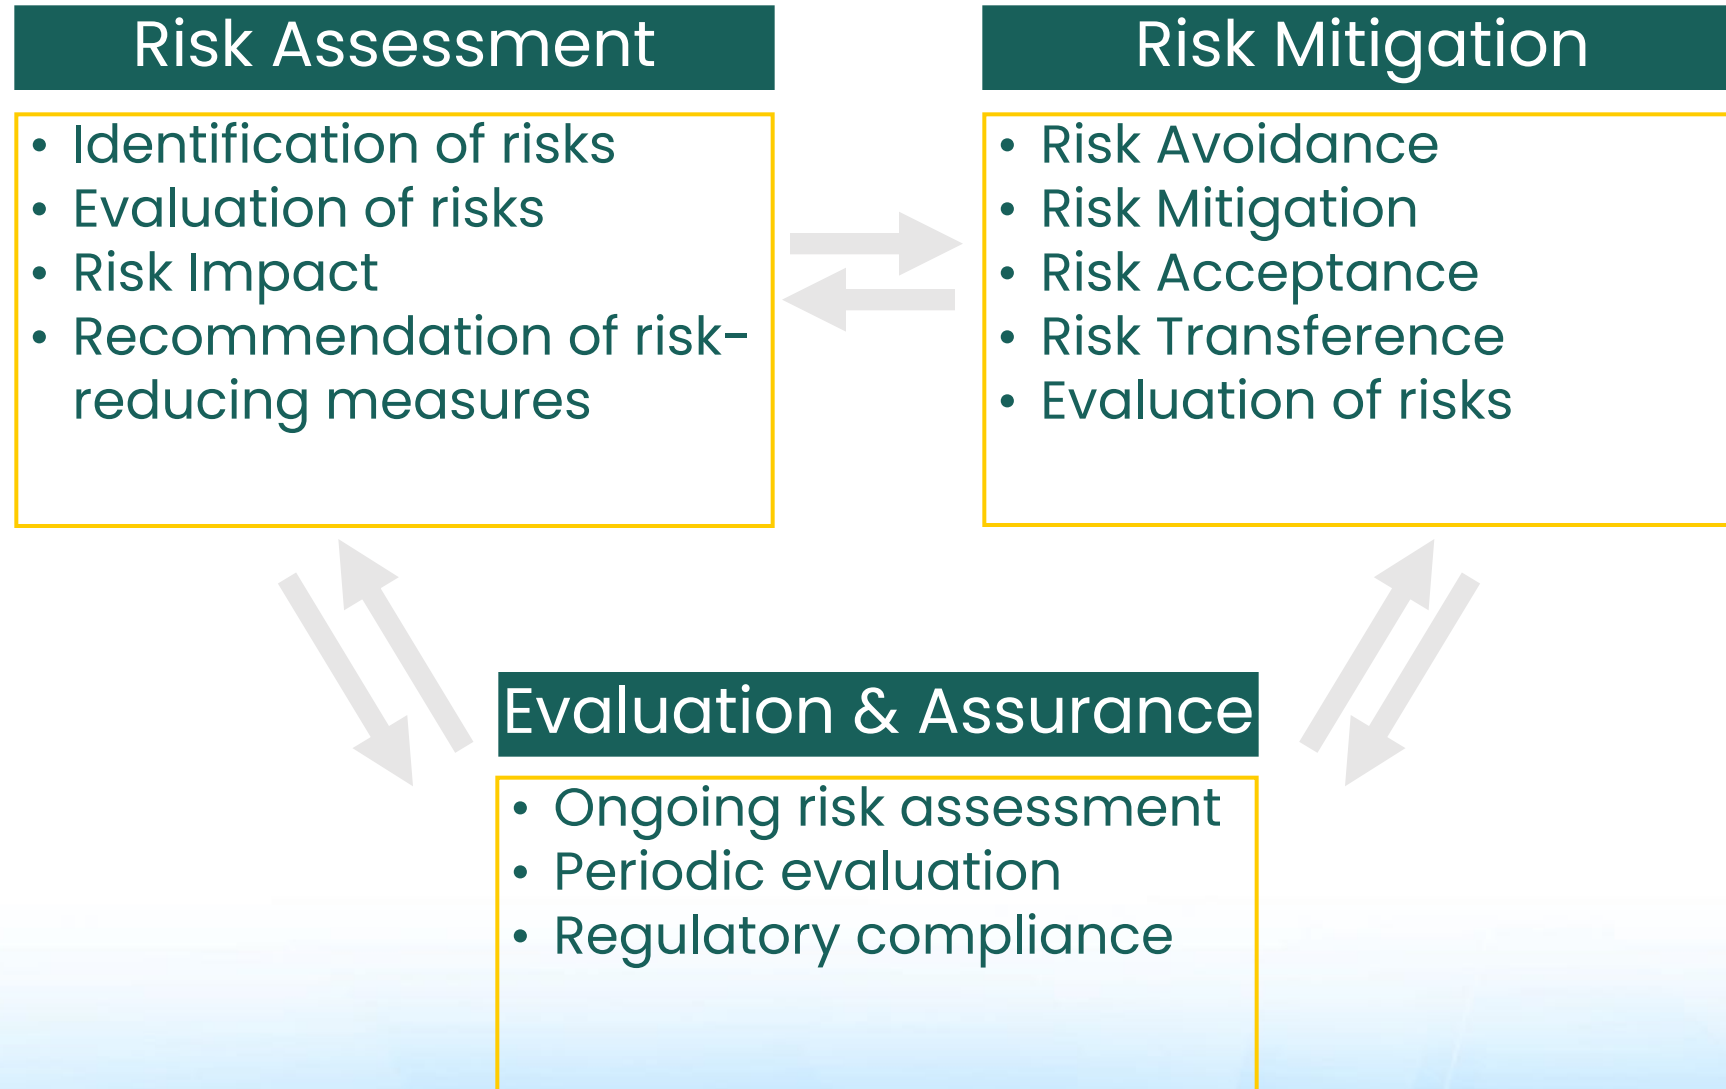 Risk Assessment
• Identification of risks
• Evaluation of risks
• Risk Impact
• Recommendation of risk-
reducing measures
Risk Mitigation
• Risk Avoidance
• Risk Mitigation
• Risk Acceptance
• Risk Transference
• Evaluation of risks
Evaluation & Assurance
• Ongoing risk assessment
• Periodic evaluation
• Regulatory compliance